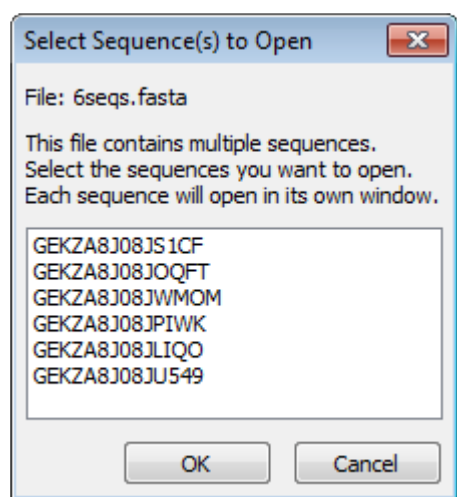 Select Sequence(s) to Open
File: 6seqs.fasta
This file contains multiple sequences.
Select the sequences you want to open.
Each sequence will open in its own window.
GEKZA8J08JS1CF
GEKZA8J08JOQFT
GEKZA8J08JWMOM
GEKZA8J08JPIWK
GEKZA8J08JLIQO
GEKZA8J08JU549
OK
Cancel